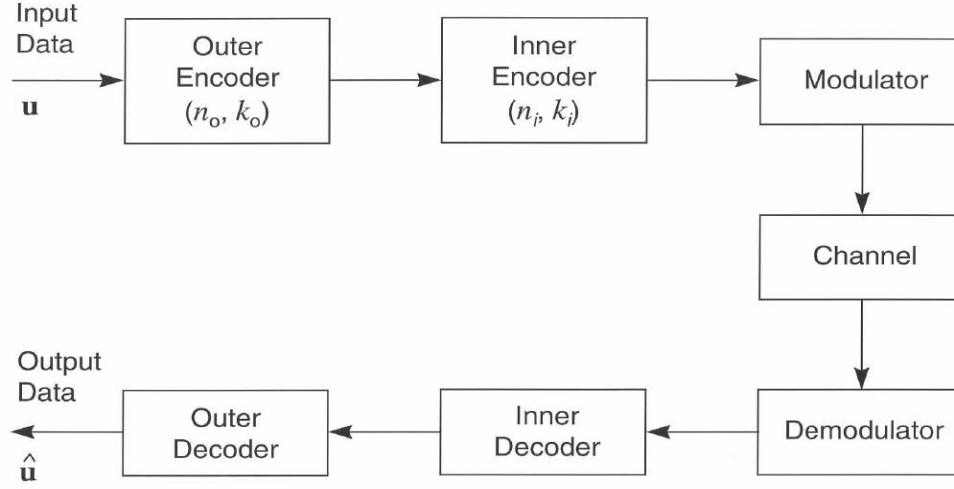 Input
Data
u
Outer
Encoder
(n_o, k_o)
Inner
Encoder
(n_i, k_i)
Modulator
Channel
Demodulator
Inner
Decoder
Outer
Decoder
Output
Data
û